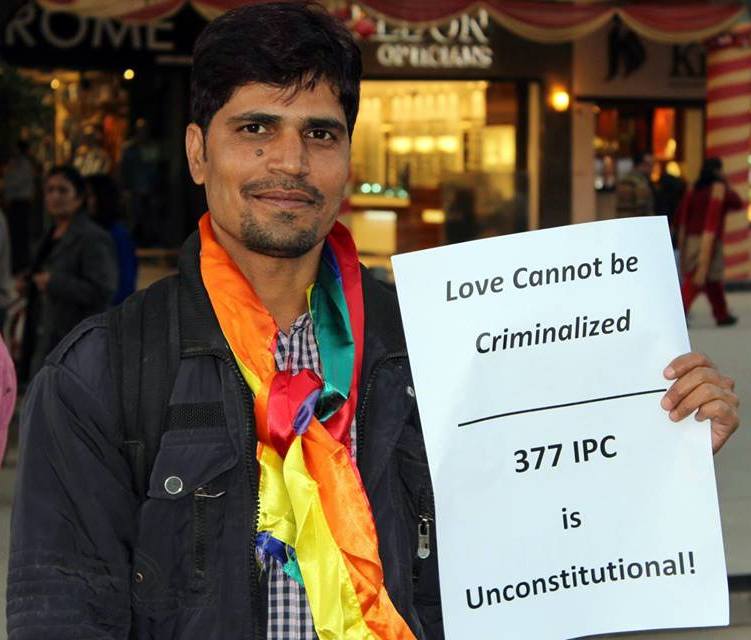 ROME
OPTICIANS
Love Cannot be
Criminalized
377 IPC
is
Unconstitutional!